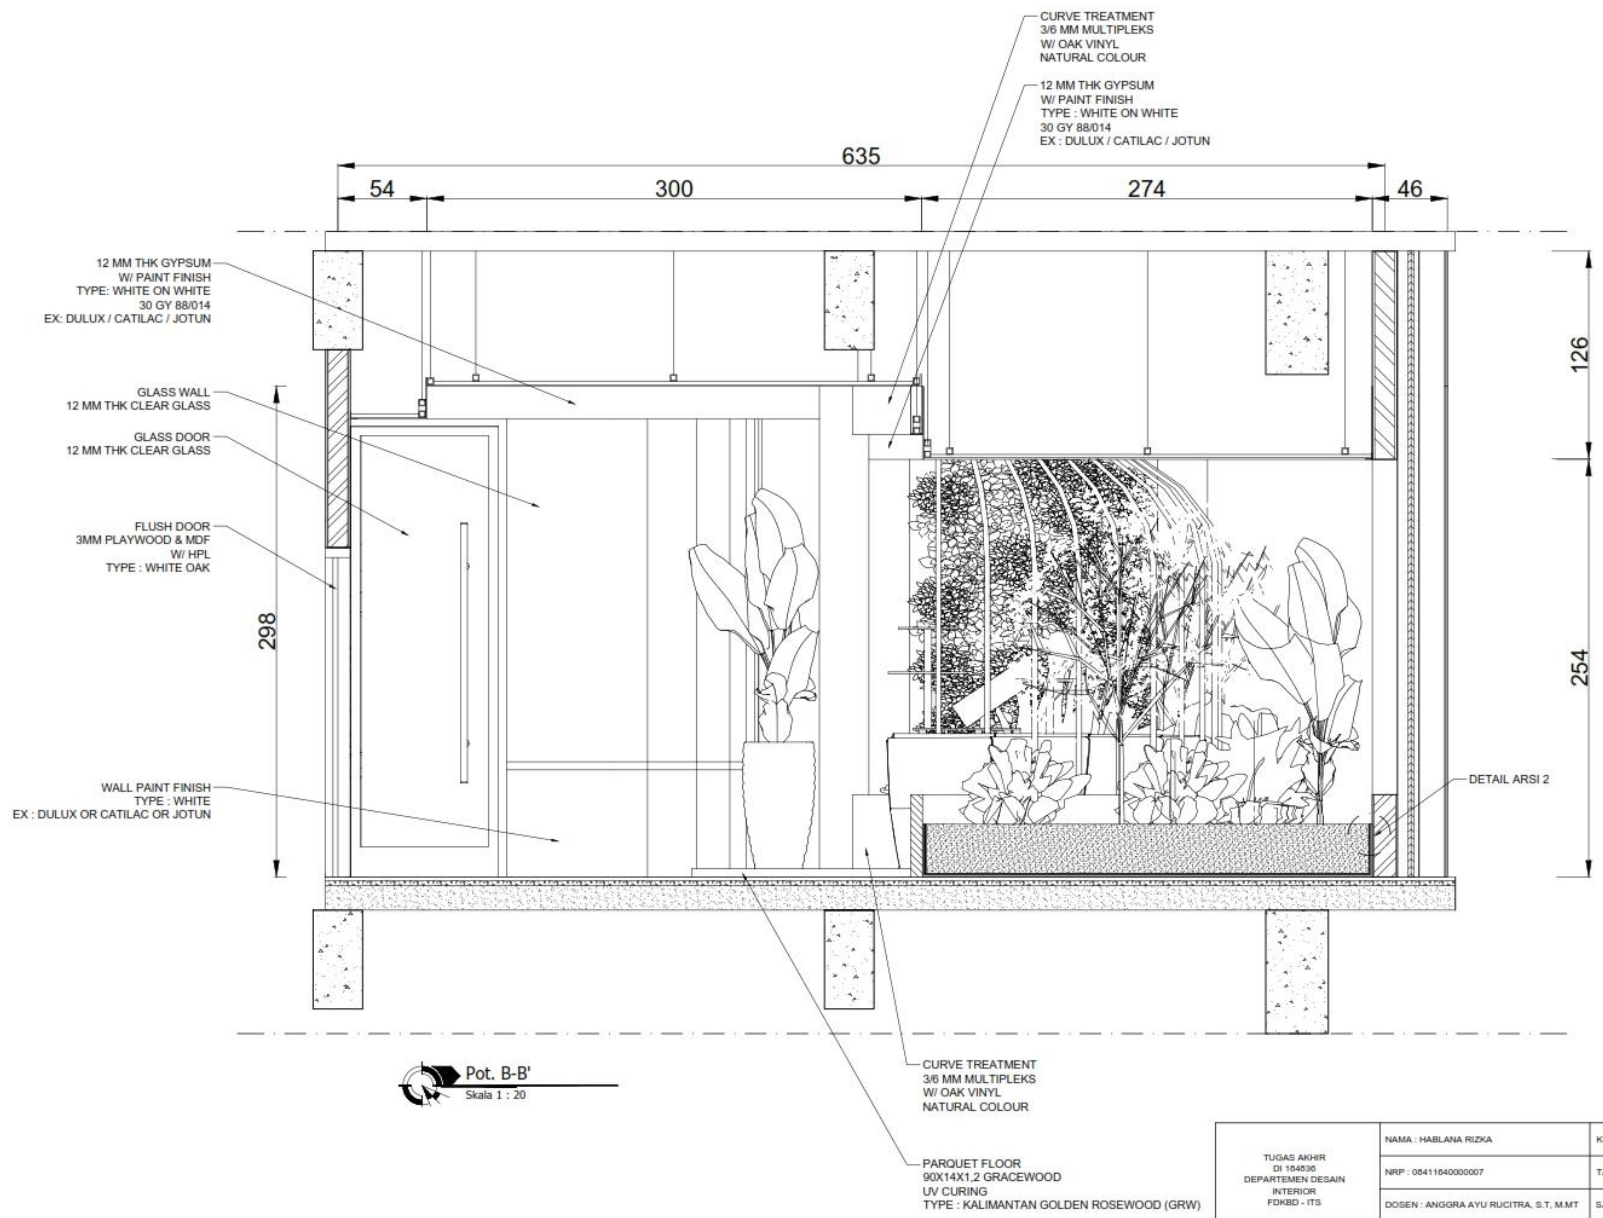 CURVE TREATMENT
3/6 MM MULTIPLEKS
W/ OAK VINYL
NATURAL COLOUR
12 MM THK GYPSUM
W/ PAINT FINISH
TYPE : WHITE ON WHITE
30 GY 88/014
EX : DULUX / CATILAC / JOTUN
635
54
300
274
46
12 MM THK GYPSUM
W/ PAINT FINISH
TYPE: WHITE ON WHITE
30 GY 88/014
EX: DULUX / CATILAC / JOTUN
126
GLASS WALL
12 MM THK CLEAR GLASS
GLASS DOOR
12 MM THK CLEAR GLASS
FLUSH DOOR
3MM PLAYWOOD & MDF
W/ HPL
TYPE : WHITE OAK
298
254
WALL PAINT FINISH
TYPE : WHITE
EX : DULUX OR CATILAC OR JOTUN
DETAIL ARSI 2
Pot. B-B'
Skala 1 : 20
CURVE TREATMENT
3/6 MM MULTIPLEKS
W/ OAK VINYL
NATURAL COLOUR
PARQUET FLOOR
90X14X1,2 GRACEWOOD
UV CURING
TYPE : KALIMANTAN GOLDEN ROSEWOOD (GRW)
TUGAS AKHIR
DI 184836
DEPARTEMEN DESAIN
INTERIOR
FDKBD - ITS
NAMA : HABLANA RIZKA
NRP : 08411640000007
DOSEN : ANGGRA AYU RUCITRA, S.T, M.MT